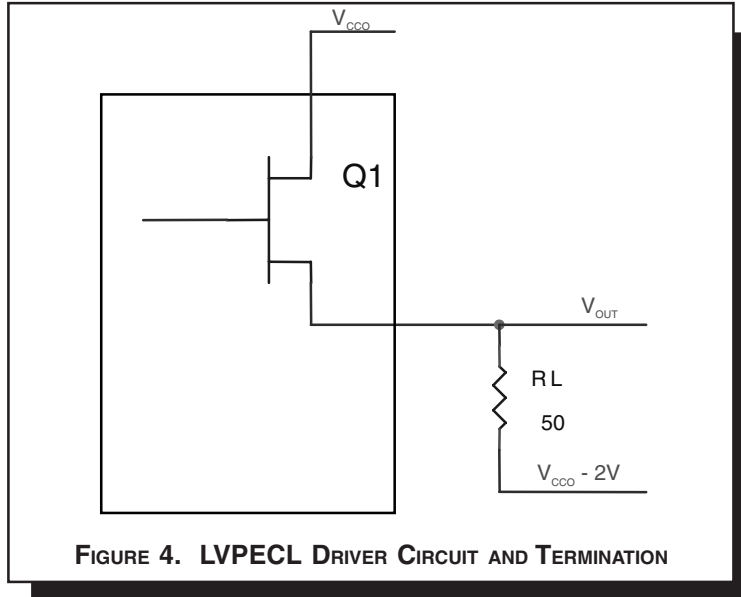 V_CCO
Q1
V_OUT
RL
50
V_CCO - 2V
FIGURE 4. LVPECL DRIVER CIRCUIT AND TERMINATION